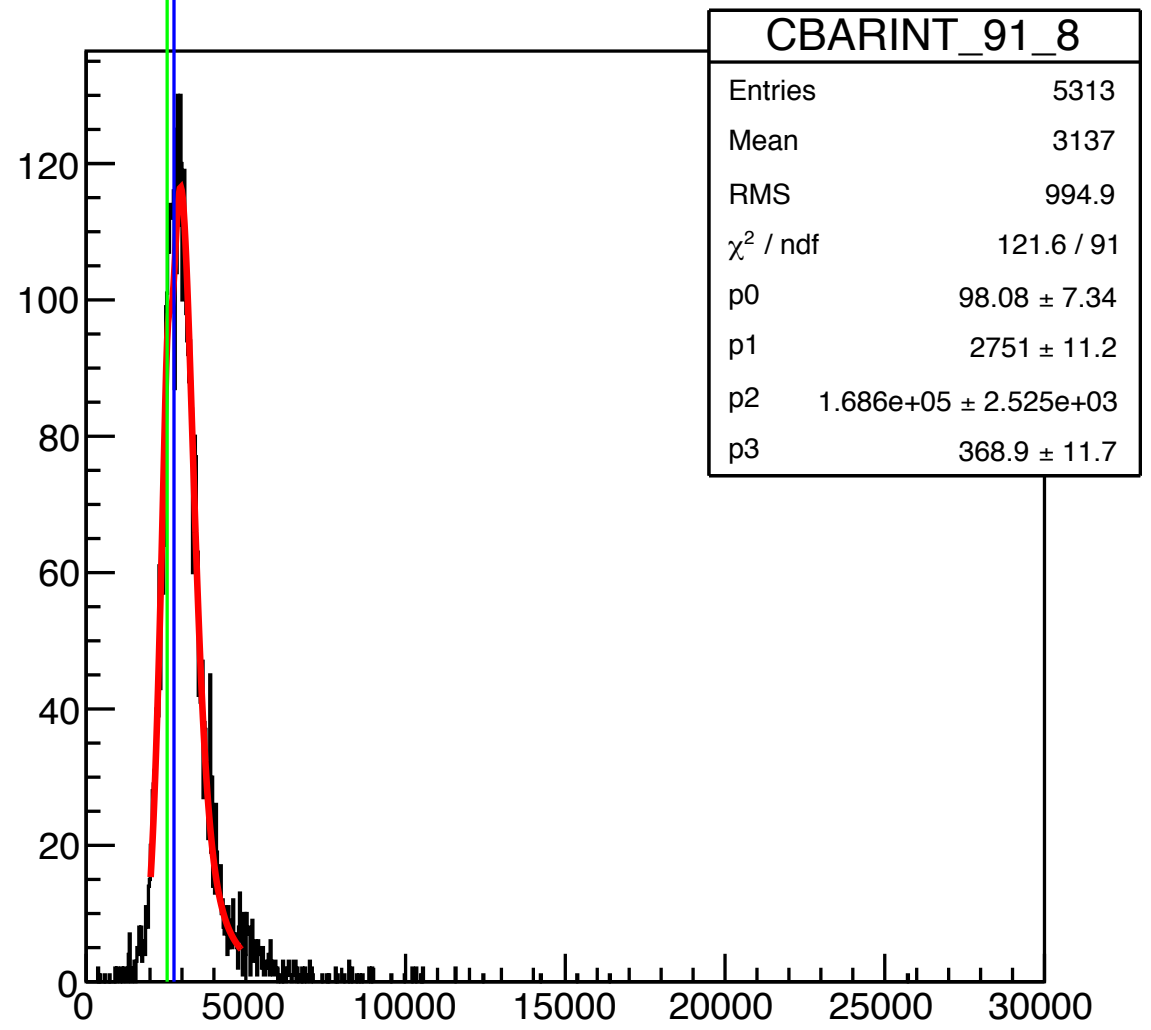 CBARINT_91_8
Entries 5313
Mean 3137
RMS 994.9
χ² / ndf 121.6 / 91
p0 98.08 ± 7.34
p1 2751 ± 11.2
p2 1.686e+05 ± 2.525e+03
p3 368.9 ± 11.7
120
100
80
60
40
20
0
0 5000 10000 15000 20000 25000 30000